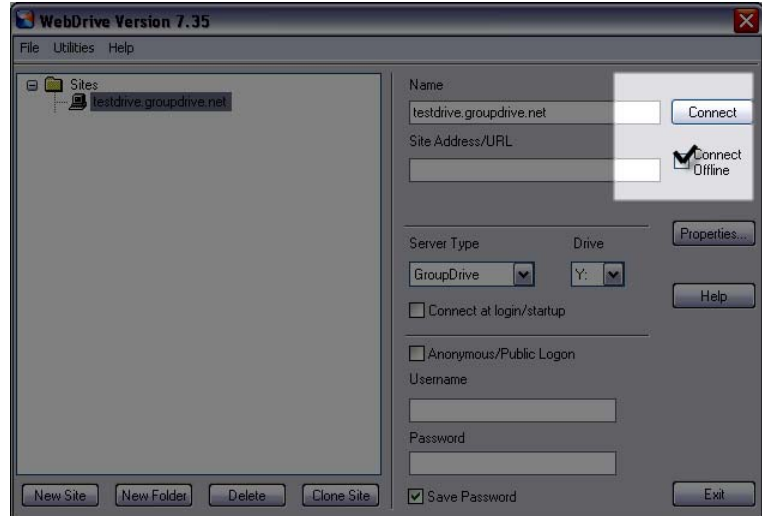 WebDrive Version 7.35
File Utilities Help
Sites
testdrive.groupdrive.net
Name
testdrive.groupdrive.net
Connect
Site Address/URL
Connect
Offline
Properties...
Server Type Drive
GroupDrive Y:
Help
Connect at login/startup
Anonymous/Public Logon
Username
Password
New Site New Folder Delete Clone Site
Save Password
Exit